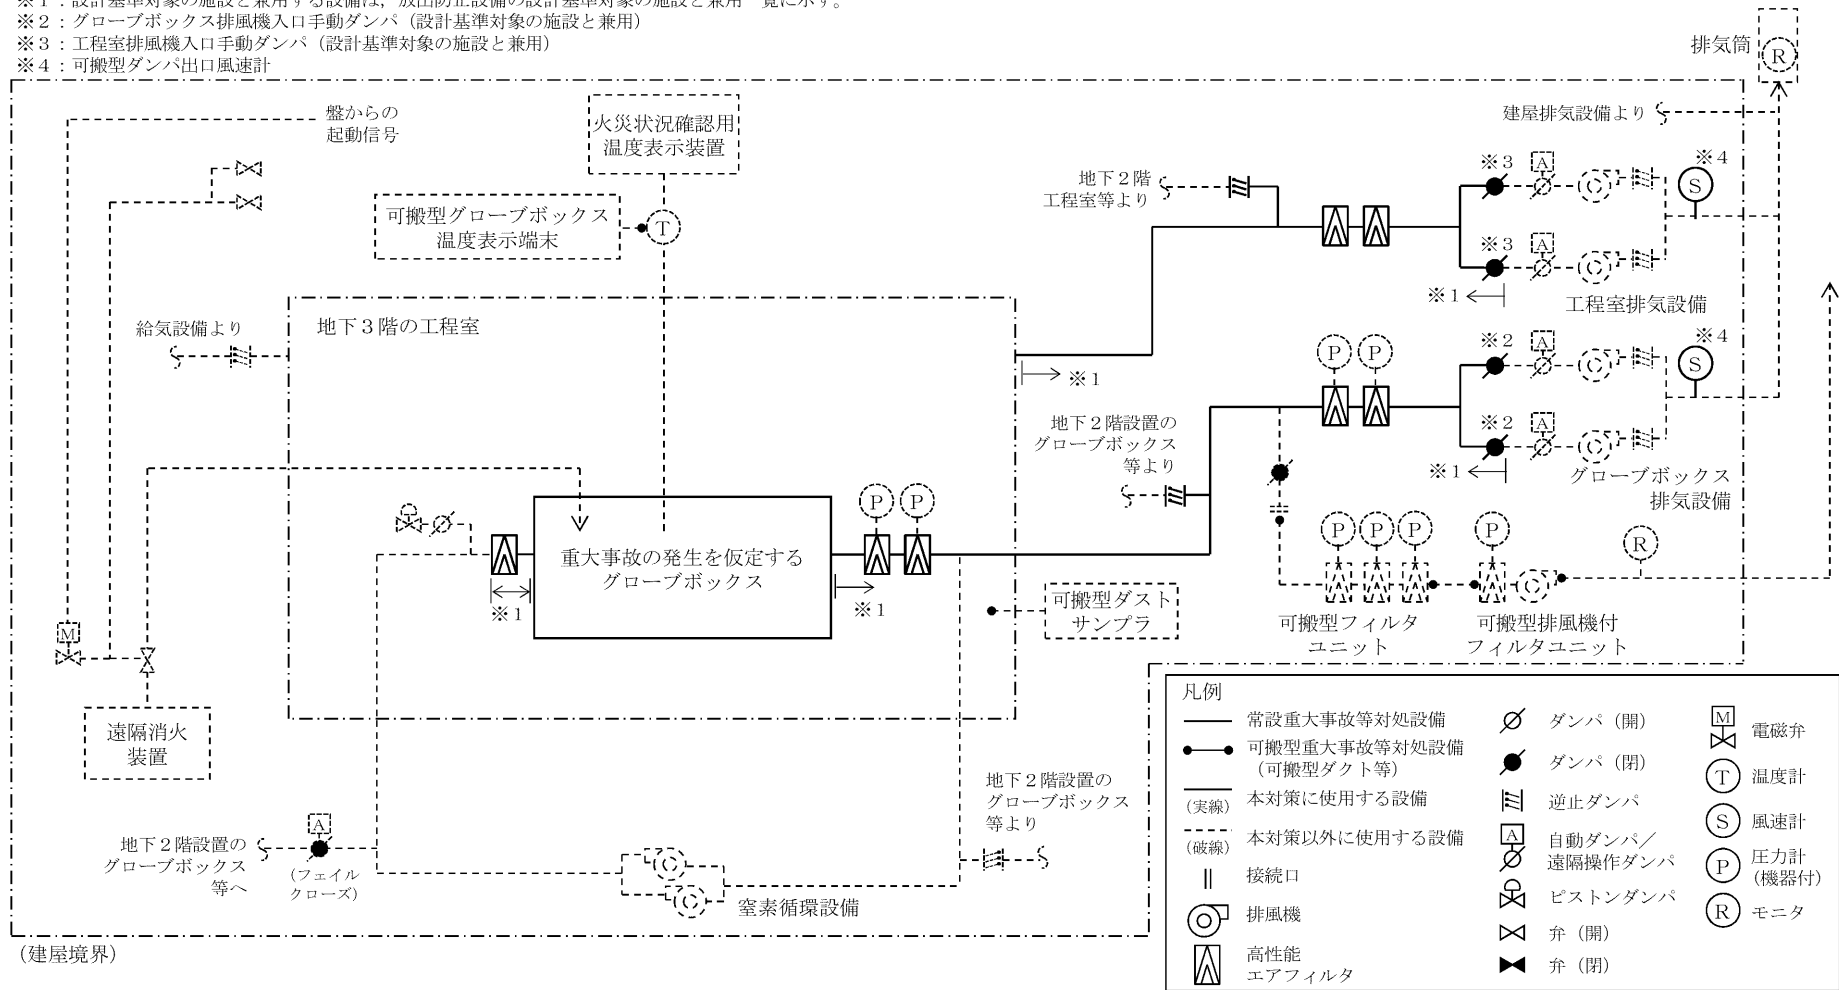 ※１：設計基準対象の施設と兼用する設備は，放出防止設備の設計基準対象の施設と兼用一覧に示す。
※２：グローブボックス排風機入口手動ダンパ（設計基準対象の施設と兼用）
※３：工程室排風機入口手動ダンパ（設計基準対象の施設と兼用）
※４：可搬型ダンパ出口風速計
排気筒
R
盤からの
起動信号
火災状況確認用
温度表示装置
可搬型グローブボックス
温度表示端末
T
建屋排気設備より
地下２階
工程室等より
※３
A
※４
S
※３
A
※１
工程室排気設備
給気設備より
地下３階の工程室
※１
P
P
※２
A
※４
S
※２
A
※１
グローブボックス
排気設備
地下２階設置の
グローブボックス
等より
重大事故の発生を仮定する
グローブボックス
P
P
※１
※１
P
P
P
P
R
可搬型フィルタ
ユニット
可搬型排風機付
フィルタユニット
可搬型ダスト
サンプラ
M
遠隔消火
装置
地下２階設置の
グローブボックス
等へ
A
（フェイル
クローズ）
窒素循環設備
地下２階設置の
グローブボックス
等より
（建屋境界）
凡例
常設重大事故等対処設備
可搬型重大事故等対処設備
（可搬型ダクト等）
（実線）
本対策に使用する設備
（破線）
本対策以外に使用する設備
接続口
排風機
高性能
エアフィルタ
ダンパ（開）
ダンパ（閉）
逆止ダンパ
A
自動ダンパ／
遠隔操作ダンパ
ピストンダンパ
弁（開）
弁（閉）
M
電磁弁
T
温度計
S
風速計
P
圧力計
（機器付）
R
モニタ